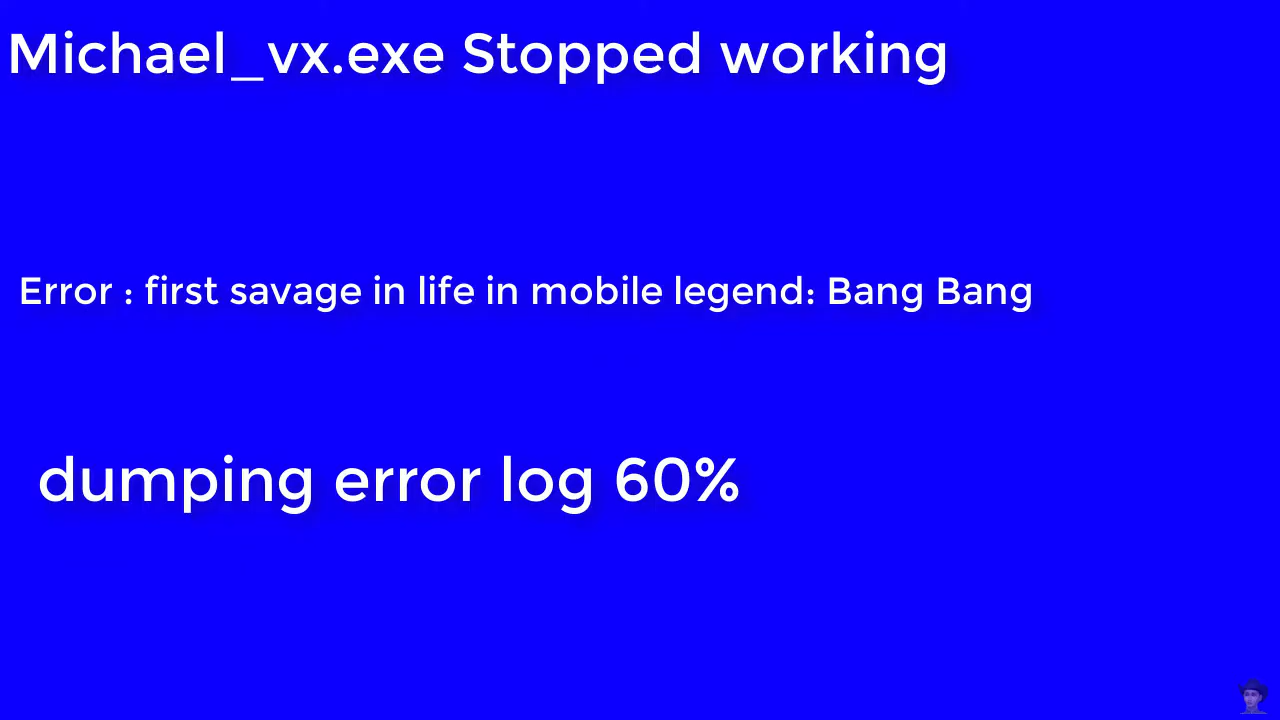 Michael_vx.exe Stopped working
Error : first savage in life in mobile legend: Bang Bang
dumping error log 60%